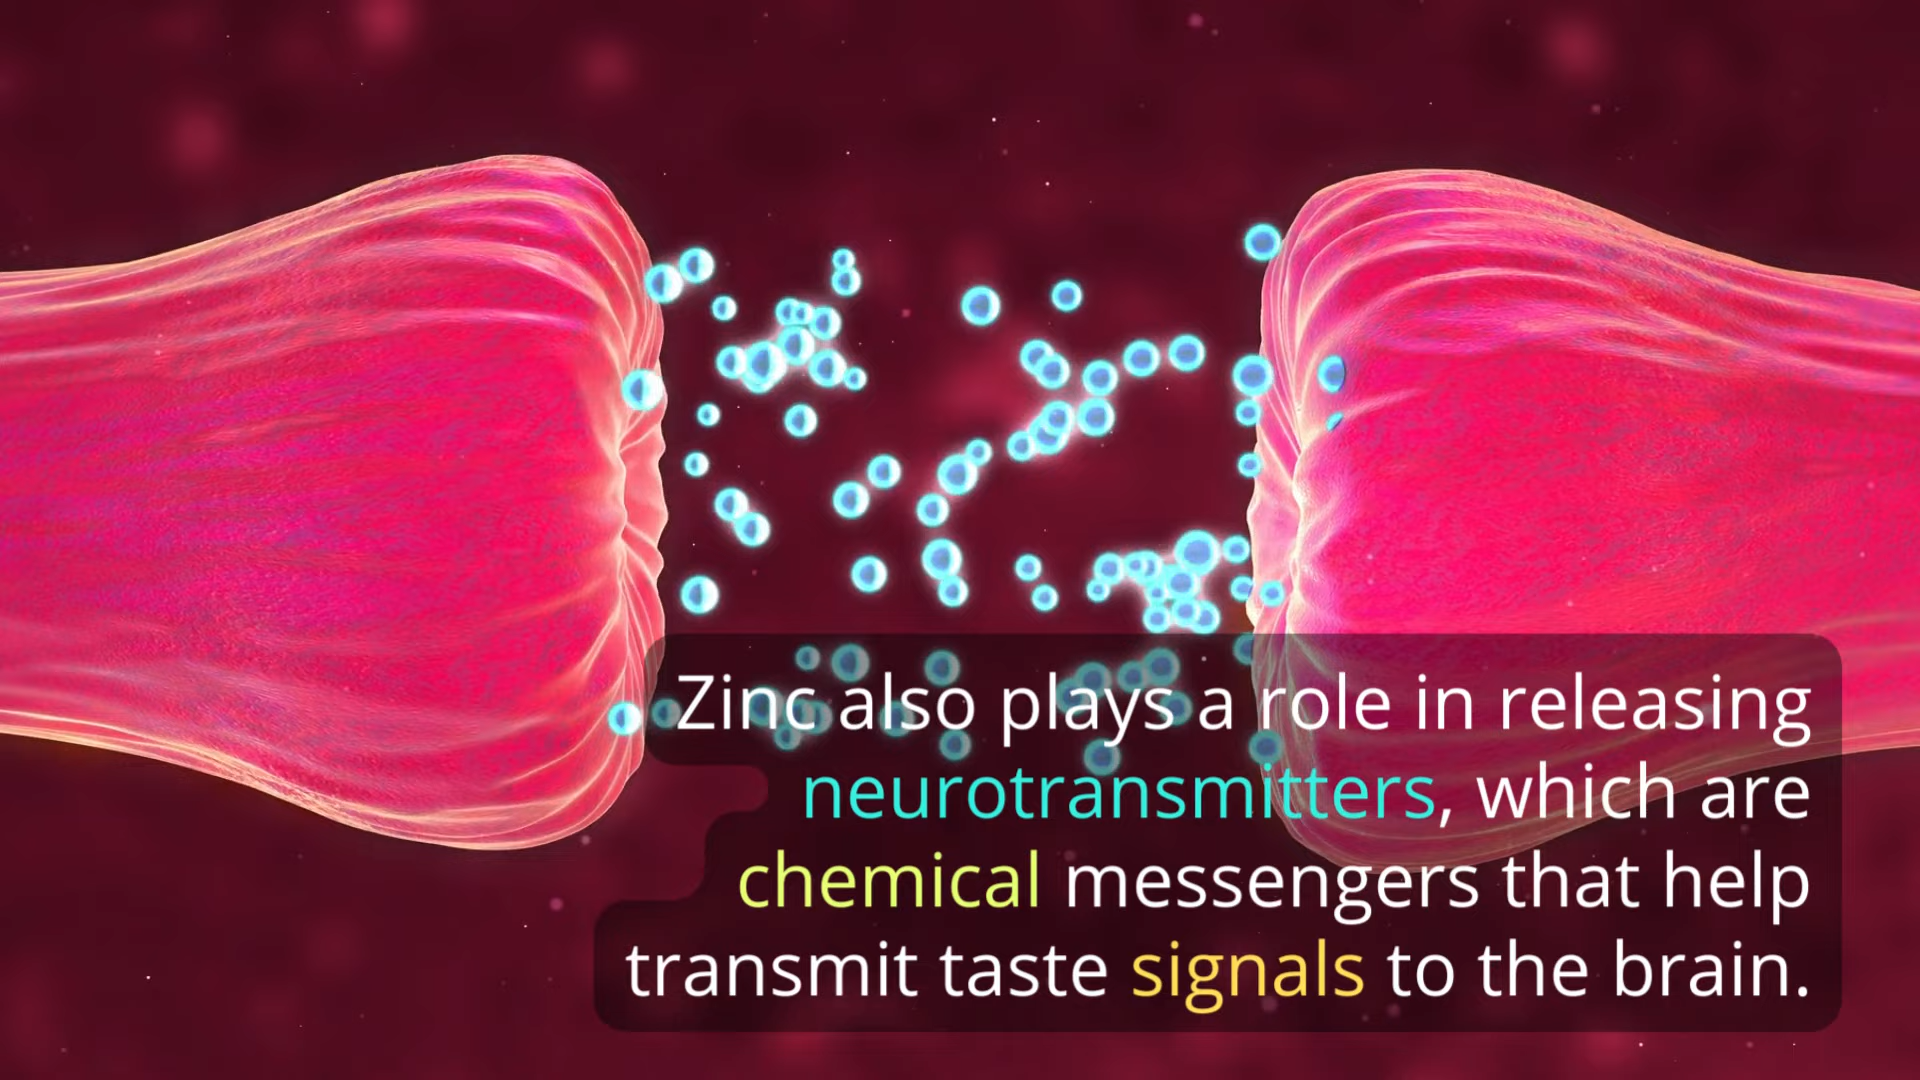 Zinc also plays a role in releasing
neurotransmitters, which are
chemical messengers that help
transmit taste signals to the brain.